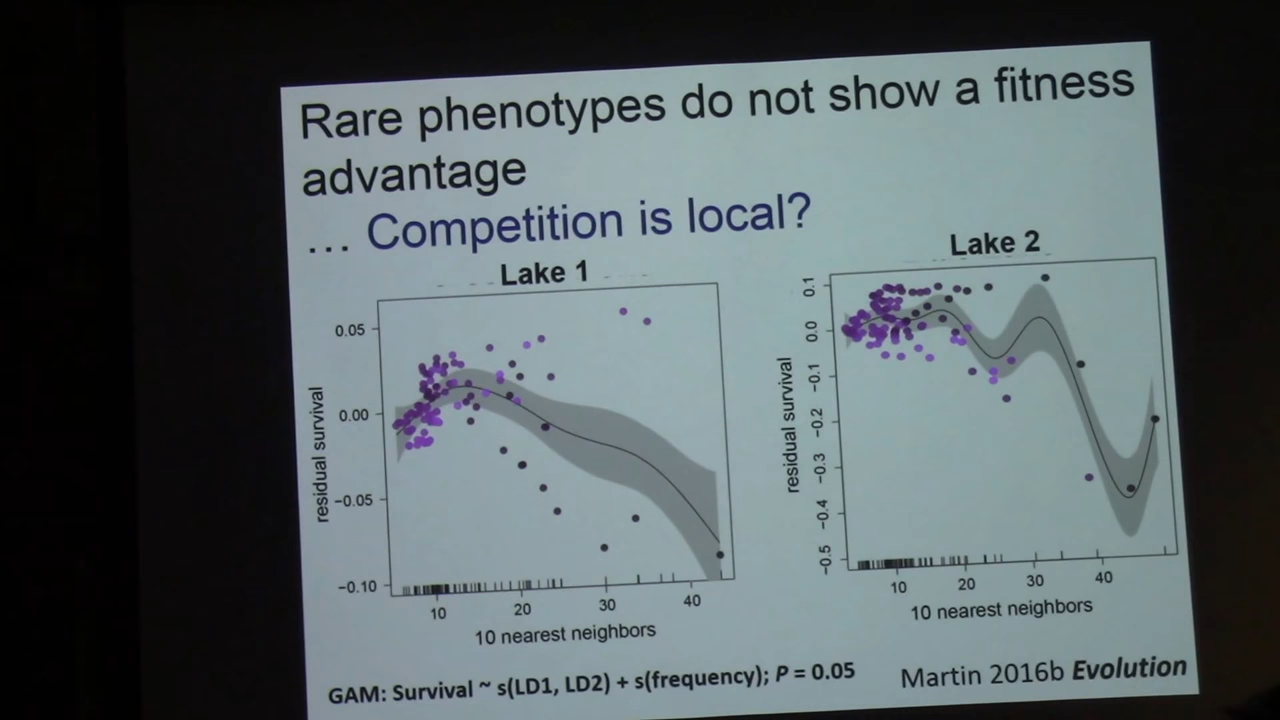 Rare phenotypes do not show a fitness
advantage
... Competition is local?
Lake 1
0.05
0.00
−0.05
−0.10
residual survival
10
20
30
40
10 nearest neighbors
Lake 2
0.1
0.0
−0.1
−0.2
−0.3
−0.4
−0.5
residual survival
10
20
30
40
10 nearest neighbors
GAM: Survival ~ s(LD1, LD2) + s(frequency); P = 0.05
Martin 2016b Evolution